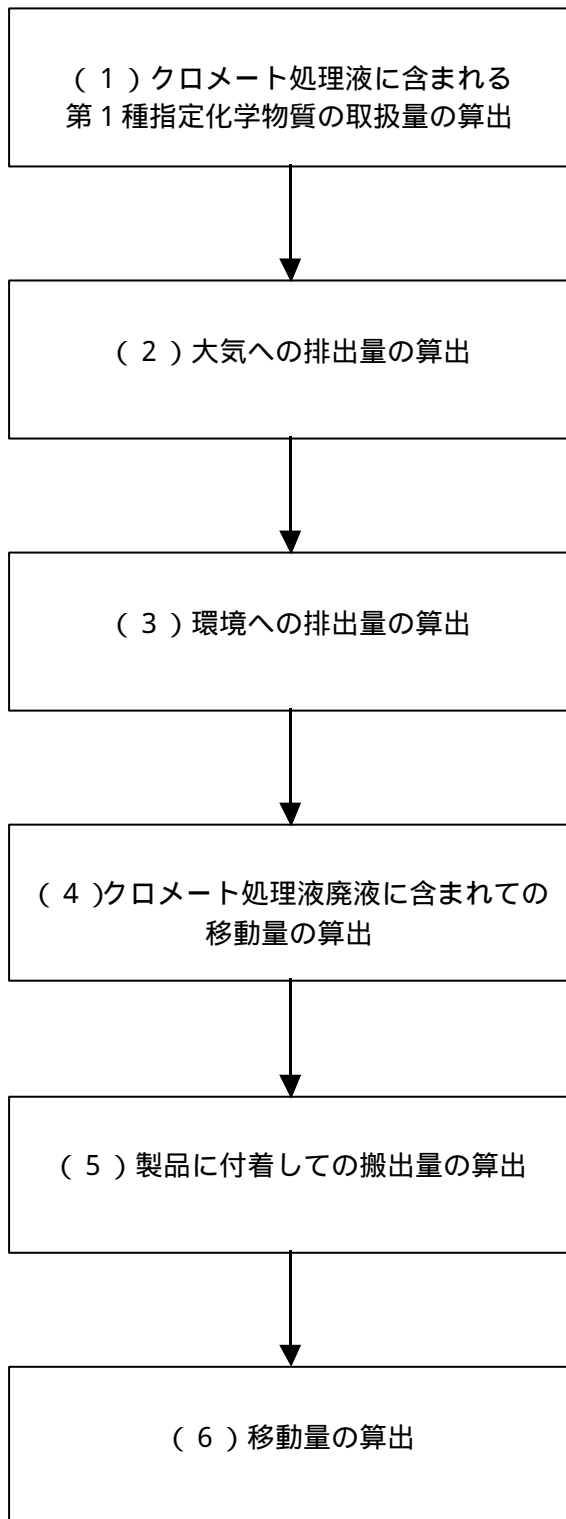 （１）クロメート処理液に含まれる
第１種指定化学物質の取扱量の算出
（２）大気への排出量の算出
（３）環境への排出量の算出
（４)クロメート処理液廃液に含まれての
移動量の算出
（５）製品に付着しての搬出量の算出
（６）移動量の算出